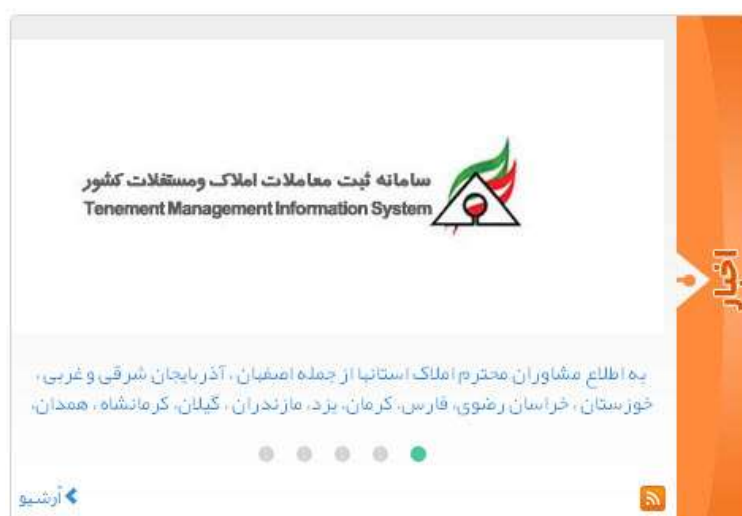 سامانه ثبت معاملات املاک ومستغلات کشور
Tenement Management Information System
اخبار
به اطلاع مشاوران محترم املاک استانها از جمله اصفهان ، آذربایجان شرقی و غربی ،
خوزستان ، خراسان رضوی، فارس، کرمان، یزد، مازندران ، گیلان، کرمانشاه ، همدان،
آرشیو